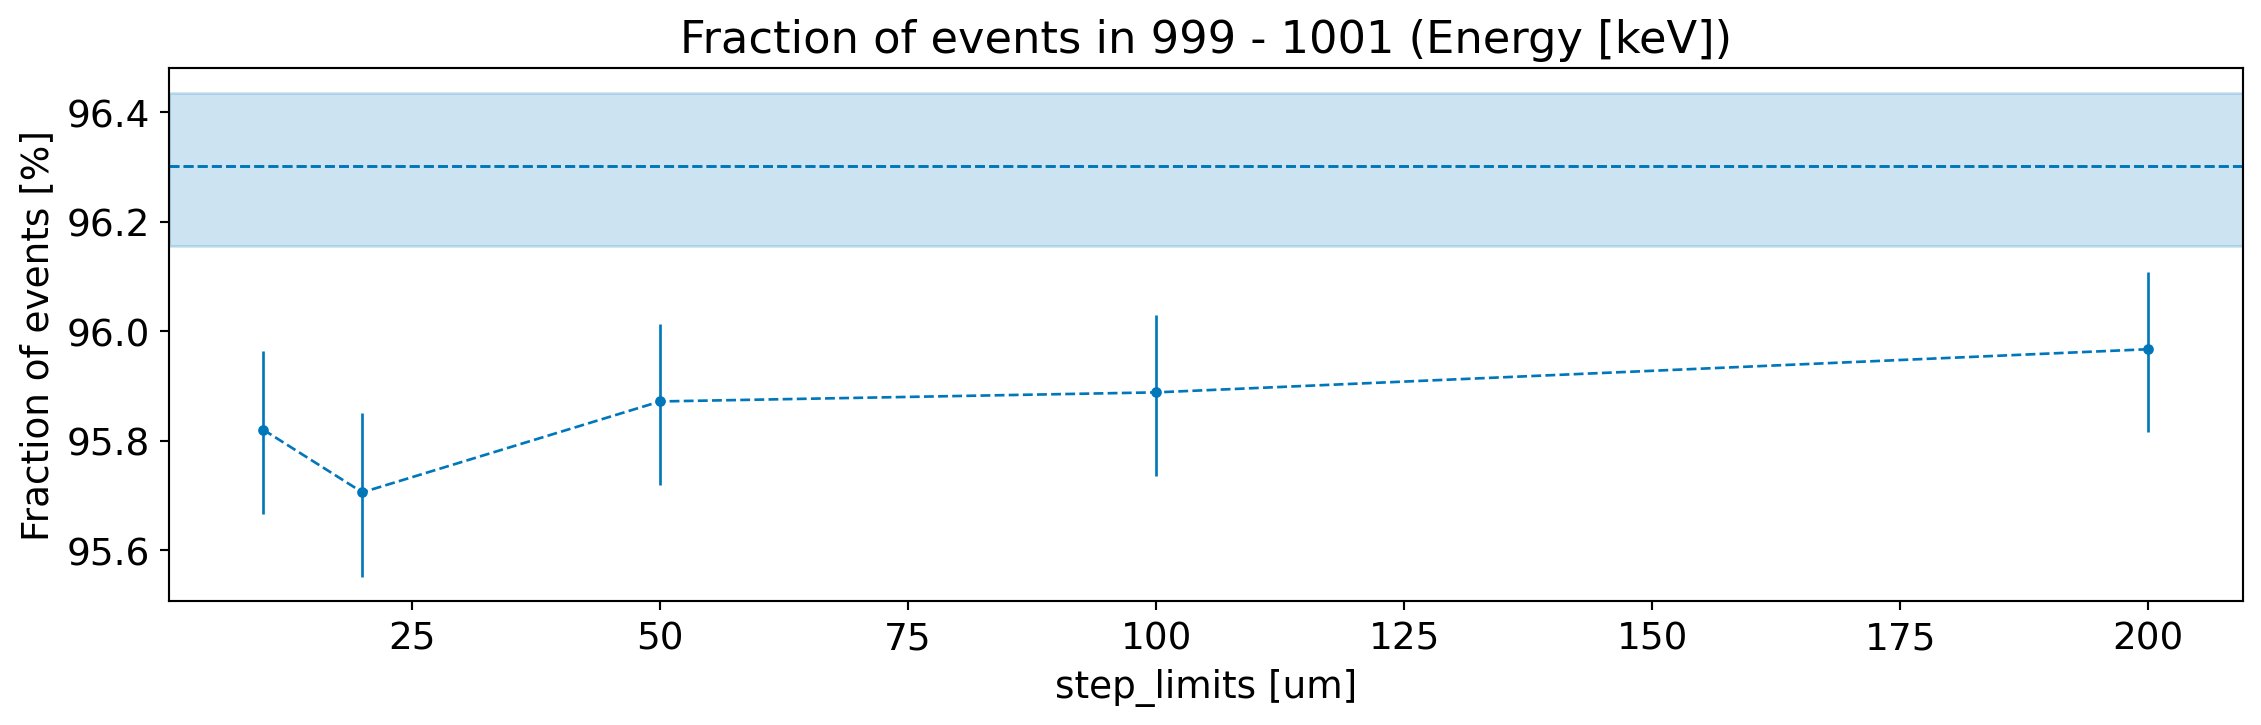 Fraction of events in 999 - 1001 (Energy [keV])
Fraction of events [%]
96.4
96.2
96.0
95.8
95.6
25 50 75 100 125 150 175 200
step_limits [um]